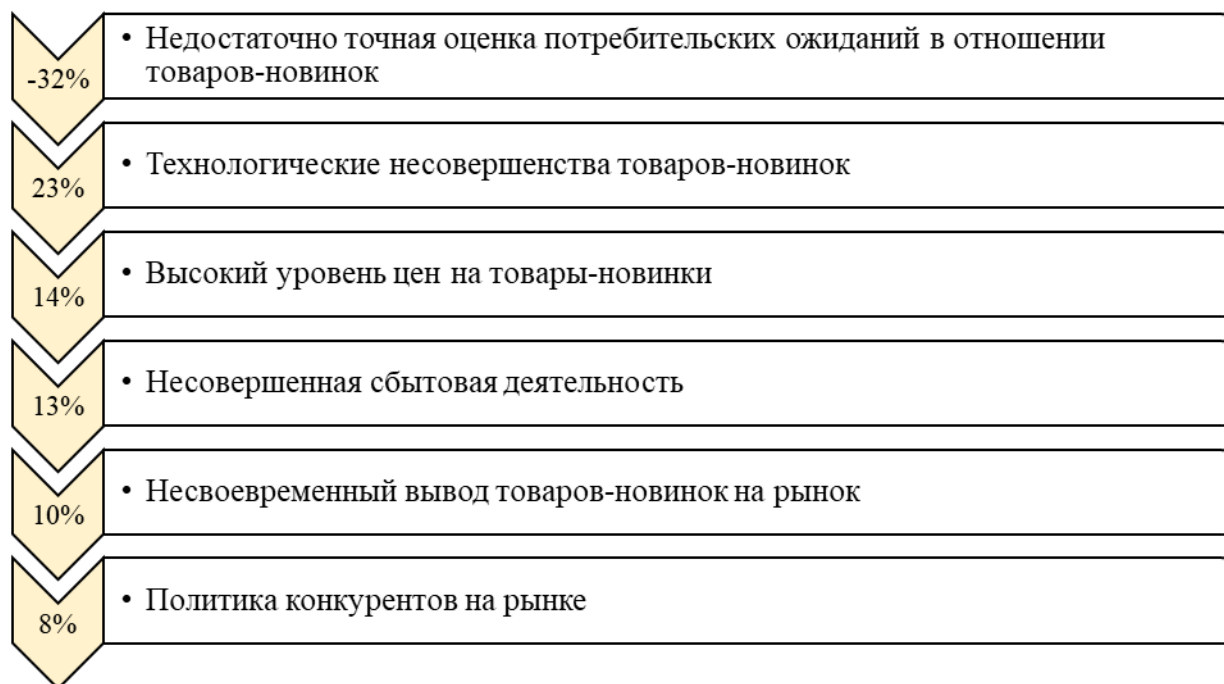 -32%
• Недостаточно точная оценка потребительских ожиданий в отношении
товаров-новинок
23%
• Технологические несовершенства товаров-новинок
14%
• Высокий уровень цен на товары-новинки
13%
• Несовершенная сбытовая деятельность
10%
• Несвоевременный вывод товаров-новинок на рынок
8%
• Политика конкурентов на рынке